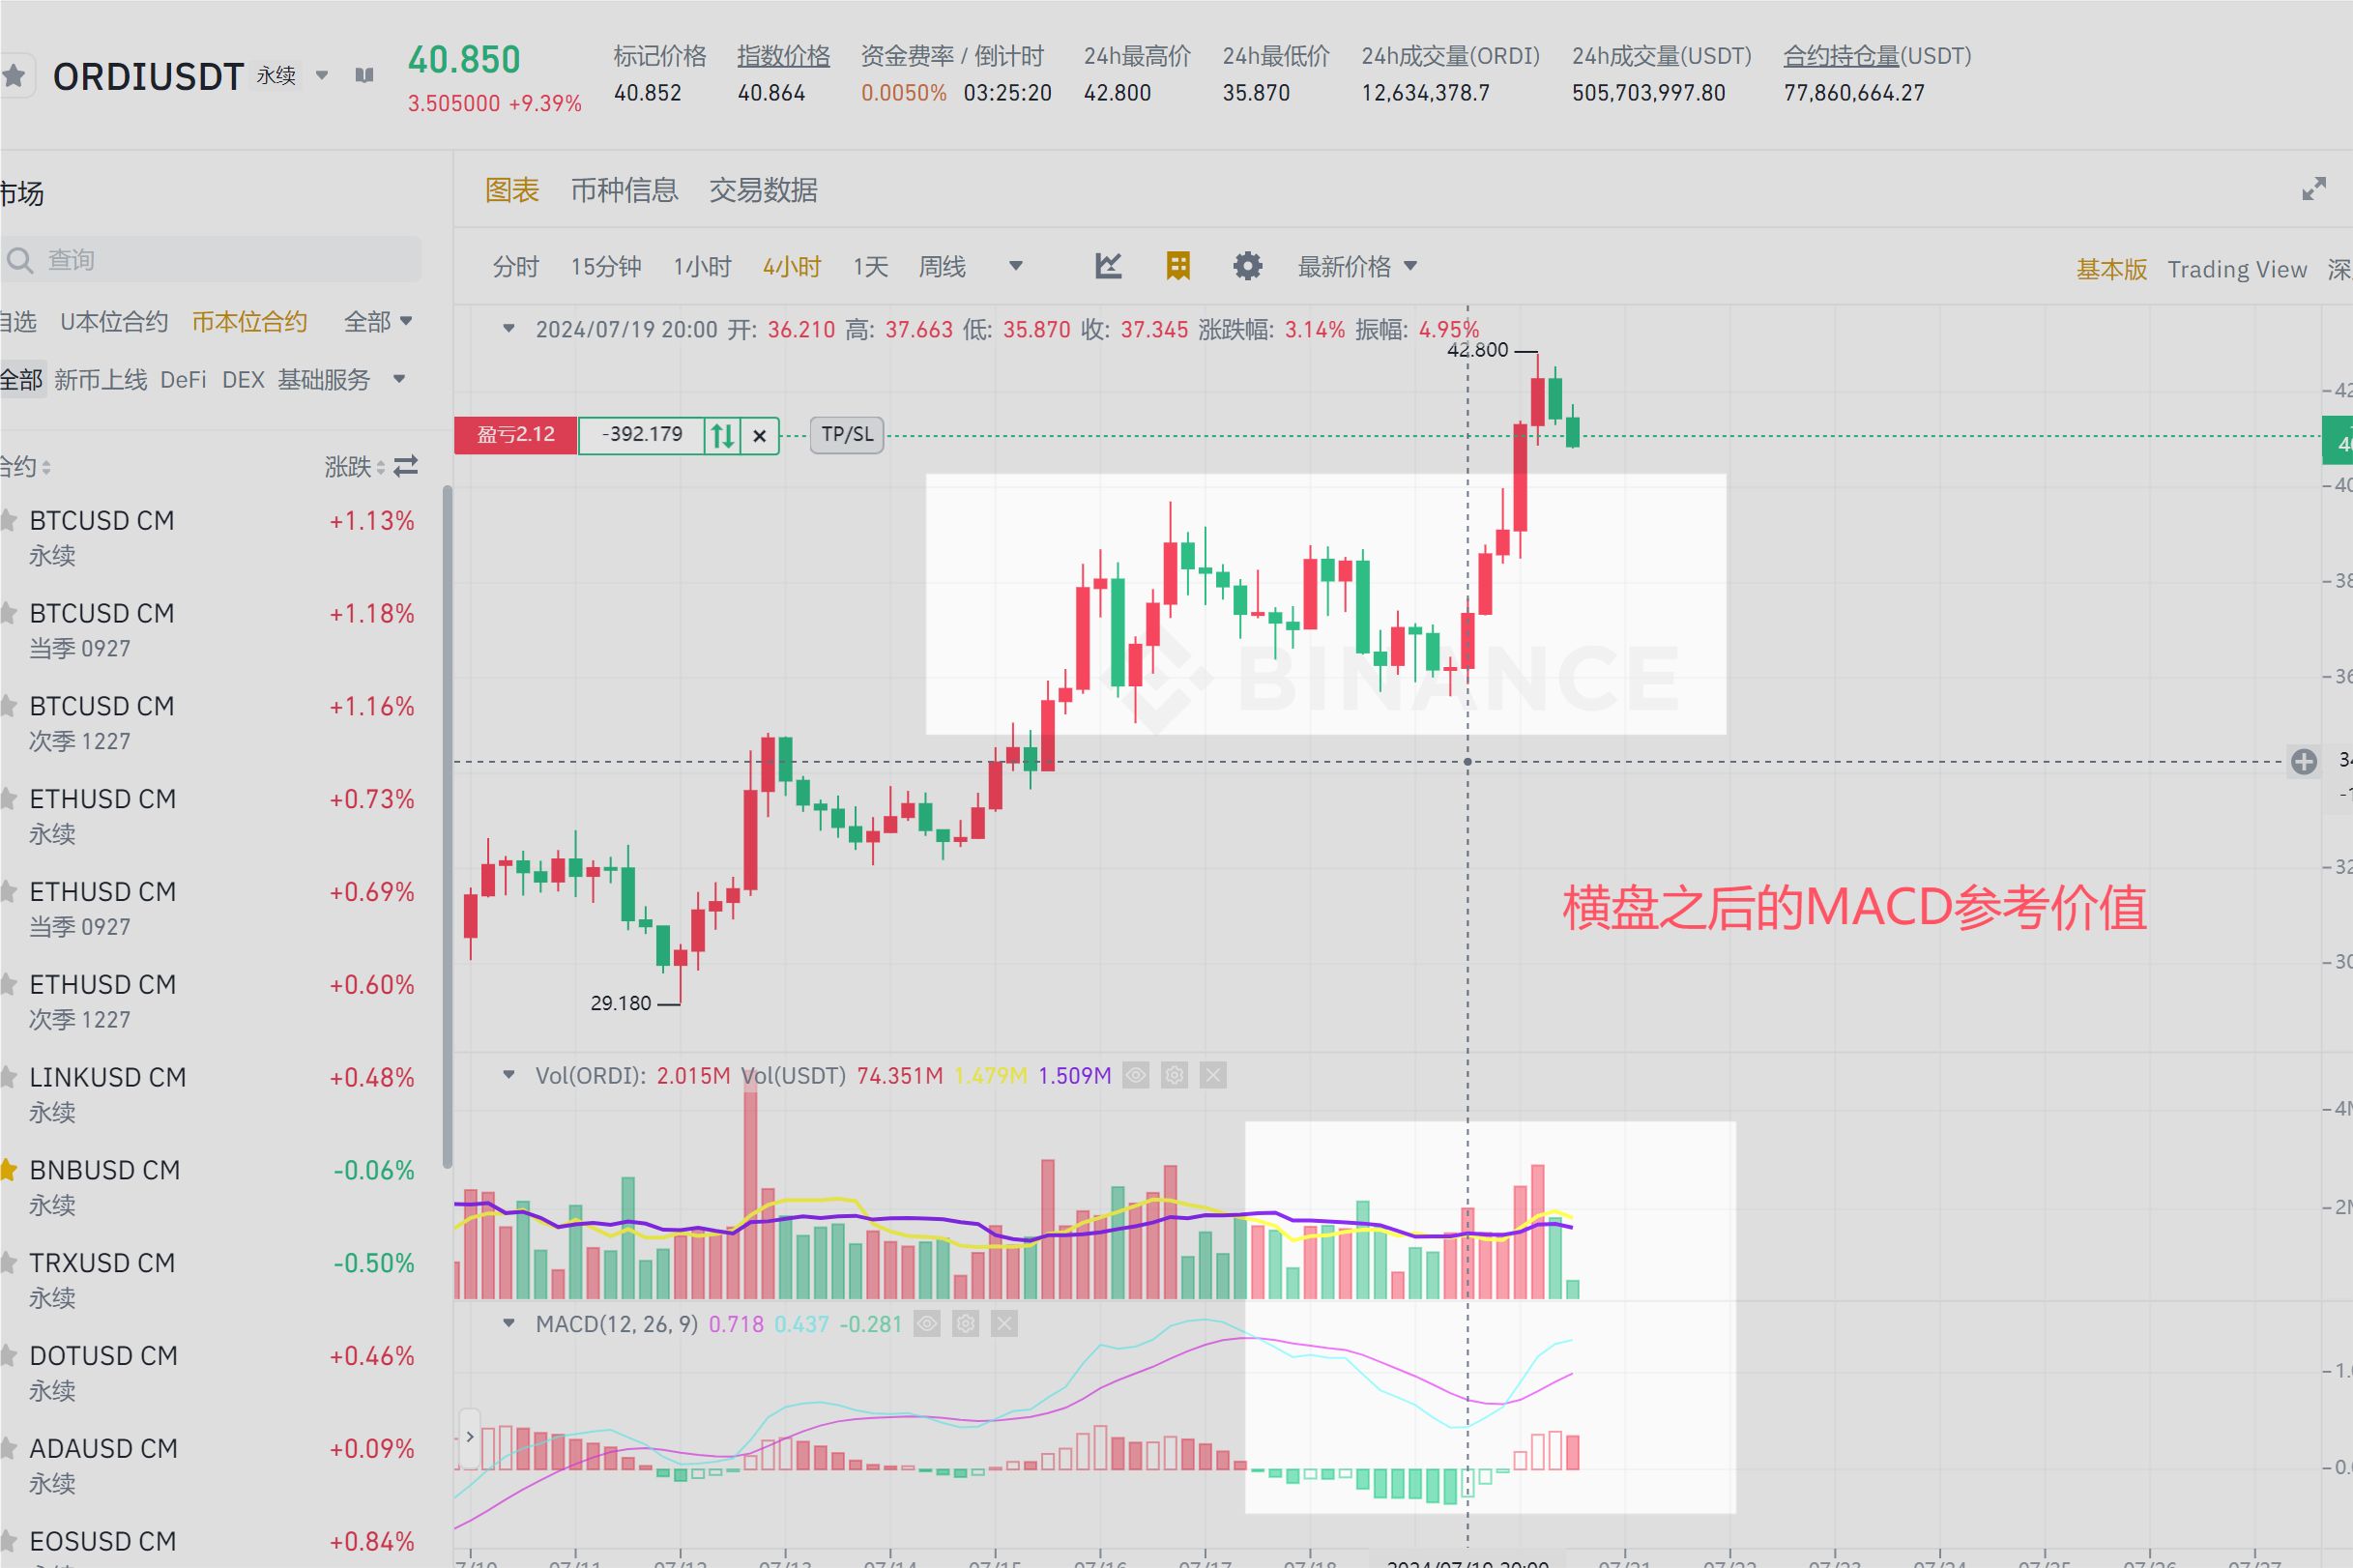 ORDIUSDT 永续
40.850
3.505000 +9.39%
标记价格 指数价格 资金费率 / 倒计时 24h最高价 24h最低价 24h成交量(ORDI) 24h成交量(USDT) 合约持仓量(USDT)
40.852 40.864 0.0050% 03:25:20 42.800 35.870 12,634,378.7 505,703,997.80 77,860,664.27
市场
查询
自选 U本位合约 币本位合约 全部
全部 新币上线 DeFi DEX 基础服务
合约 涨跌
BTCUSD CM +1.13%
永续
BTCUSD CM +1.18%
当季 0927
BTCUSD CM +1.16%
次季 1227
ETHUSD CM +0.73%
永续
ETHUSD CM +0.69%
当季 0927
ETHUSD CM +0.60%
次季 1227
LINKUSD CM +0.48%
永续
BNBUSD CM -0.06%
永续
TRXUSD CM -0.50%
永续
DOTUSD CM +0.46%
永续
ADAUSD CM +0.09%
永续
EOSUSD CM +0.84%
图表 币种信息 交易数据
分时 15分钟 1小时 4小时 1天 周线 最新价格 基本版 Trading View 深
2024/07/19 20:00 开: 36.210 高: 37.663 低: 35.870 收: 37.345 涨跌幅: 3.14% 振幅: 4.95%
42.800
盈亏2.12 -392.179 TP/SL
BINANCE
横盘之后的MACD参考价值
29.180
Vol(ORDI): 2.015M Vol(USDT) 74.351M 1.479M 1.509M
MACD(12, 26, 9) 0.718 0.437 -0.281
42
40
38
36
32
30
07/11 07/12 07/13 07/14 07/15 07/16 07/17 07/18 2024/07/19 20:00 07/21 07/22 07/23 07/24 07/25 07/26 07/27